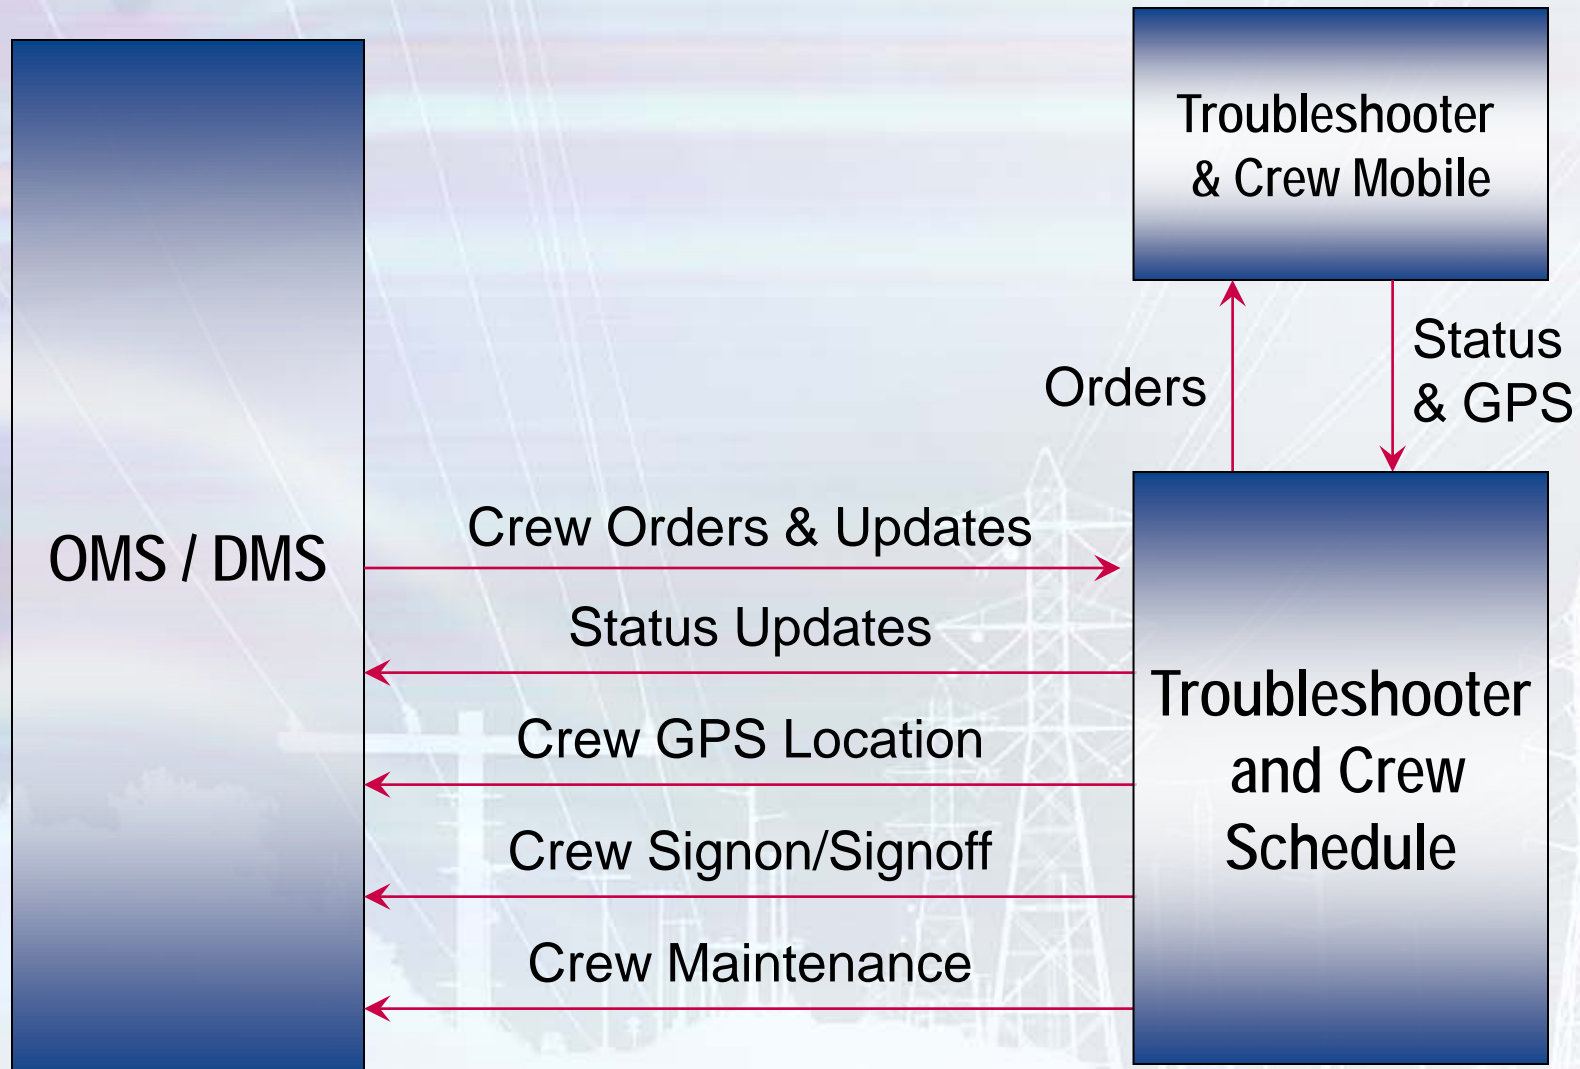 Troubleshooter
& Crew Mobile
Orders
Status
& GPS
OMS / DMS
Crew Orders & Updates
Status Updates
Crew GPS Location
Crew Signon/Signoff
Crew Maintenance
Troubleshooter
and Crew
Schedule